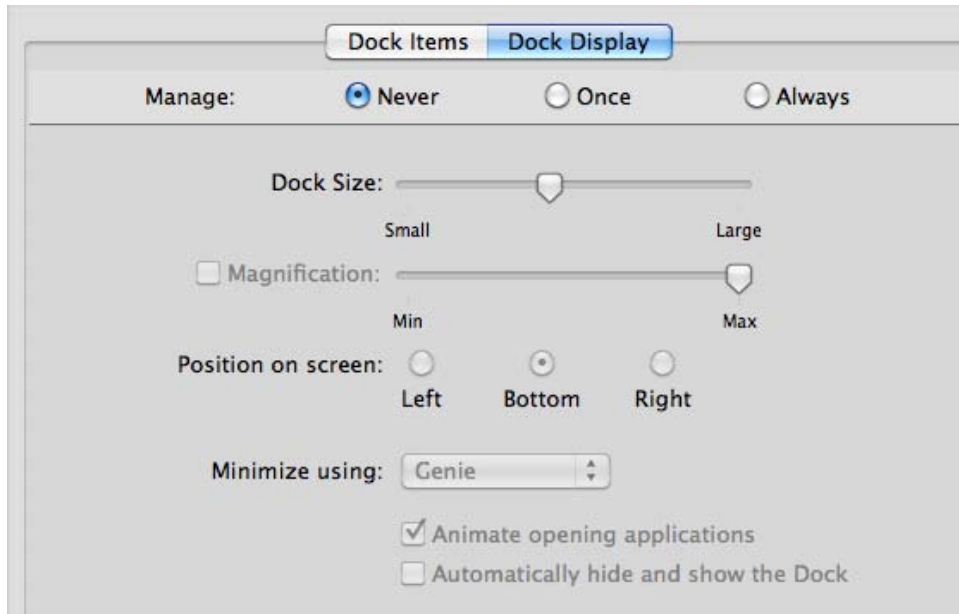 Dock Items Dock Display
Manage: Never Once Always
Dock Size:
Small Large
Magnification:
Min Max
Position on screen:
Left Bottom Right
Minimize using: Genie
Animate opening applications
Automatically hide and show the Dock